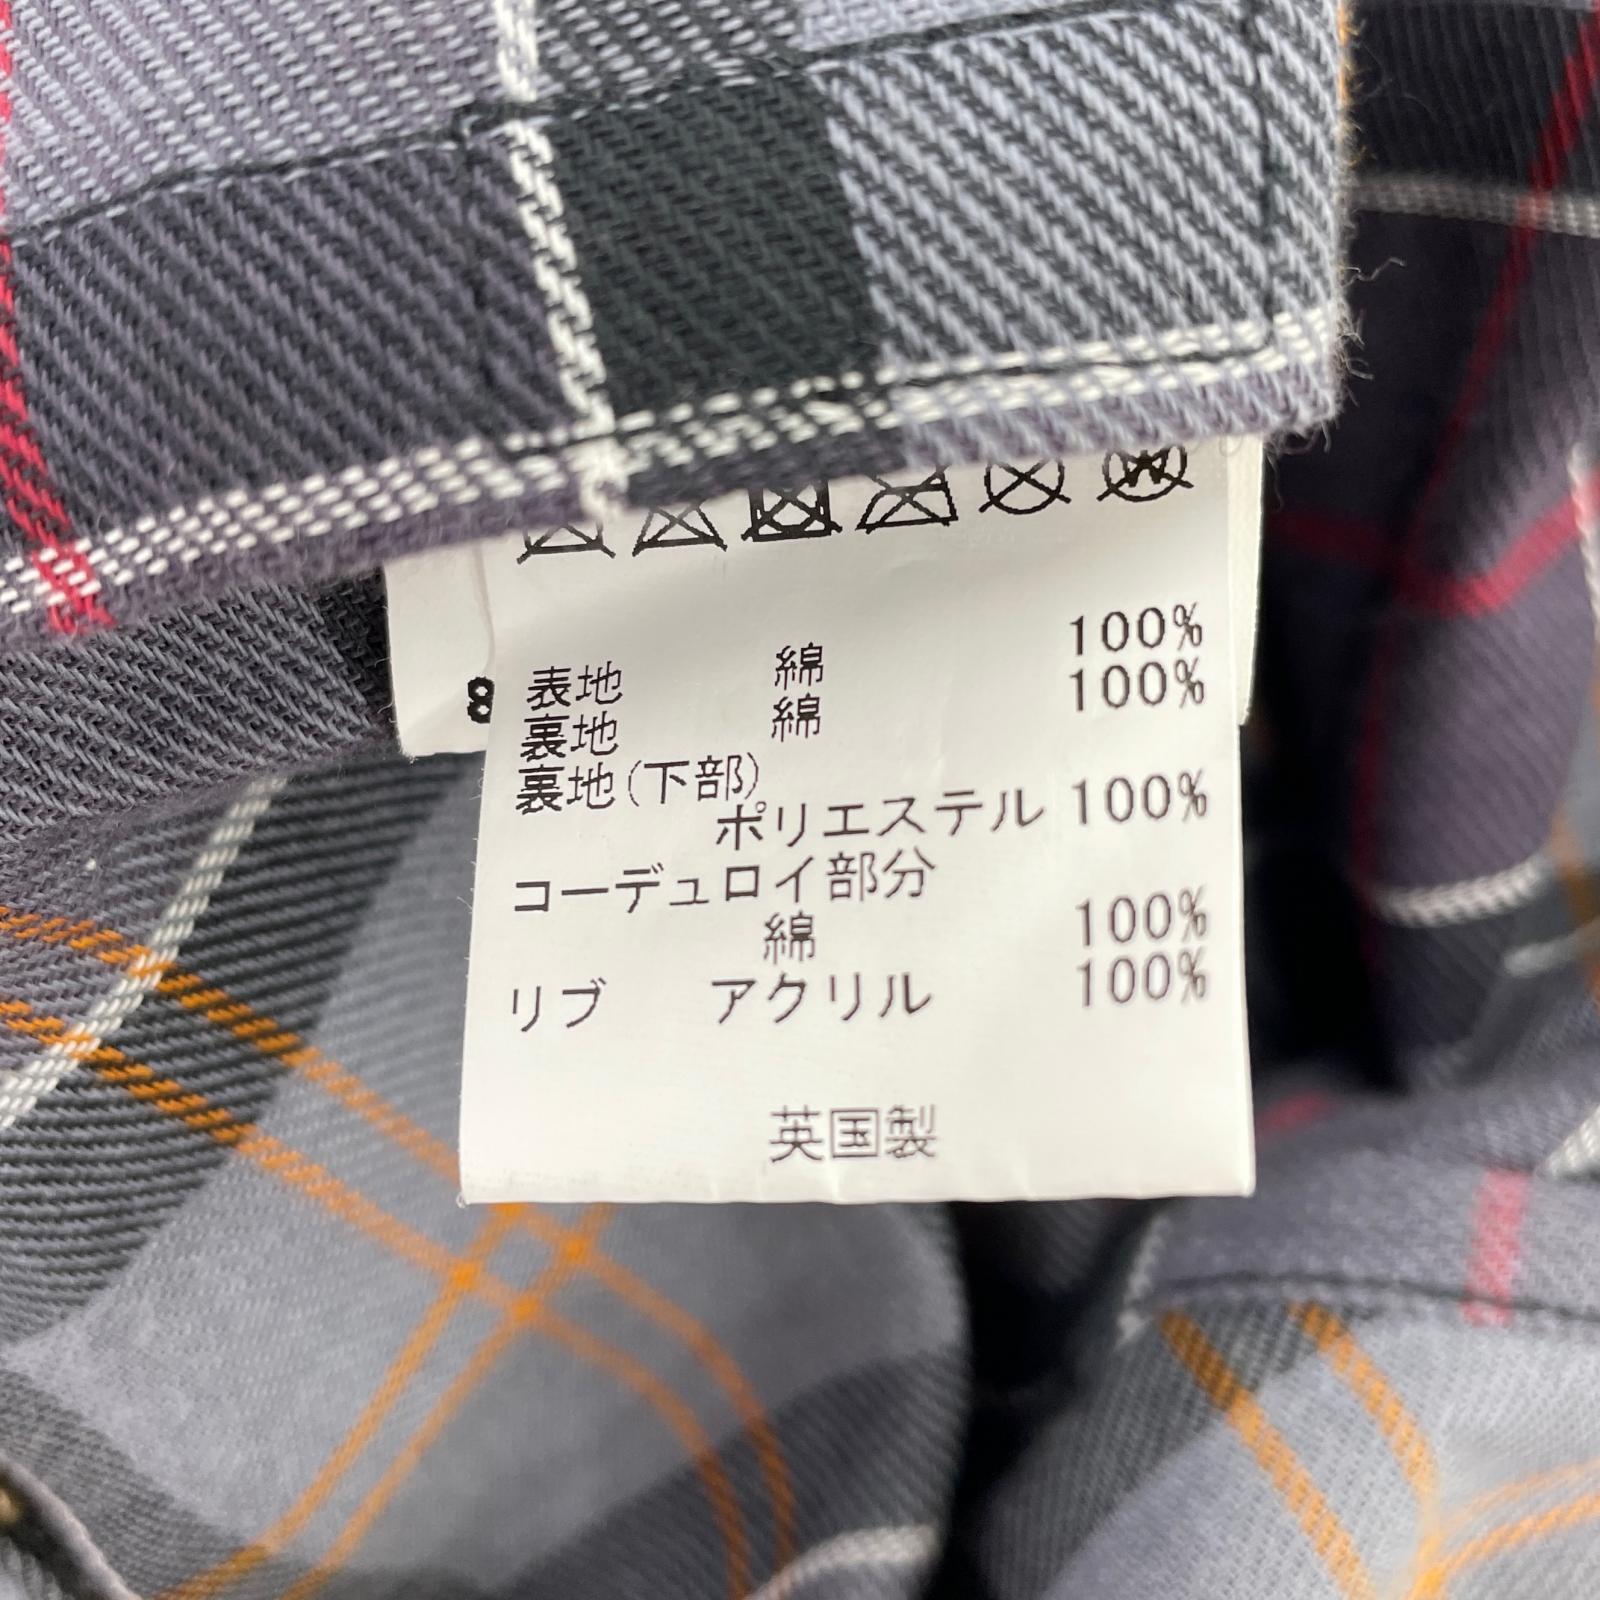 8
表地 綿 100%
裏地 綿 100%
裏地(下部)
ポリエステル 100%
コーデュロイ部分
綿 100%
リブ アクリル 100%
英国製